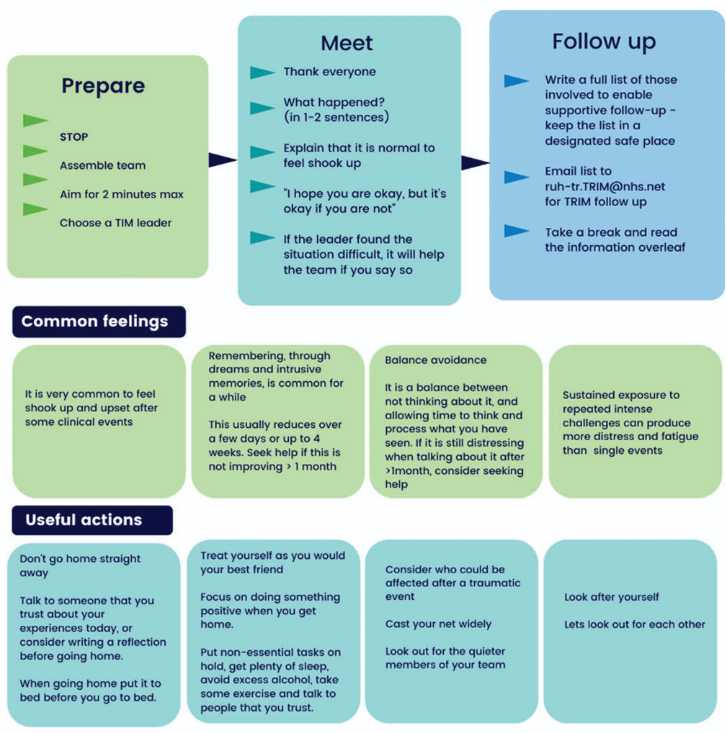 Prepare
STOP
Assemble team
Aim for 2 minutes max
Choose a TIM leader
Meet
Thank everyone
What happened?
(in 1-2 sentences)
Explain that it is normal to
feel shook up
"I hope you are okay, but it's
okay if you are not"
If the leader found the
situation difficult, it will help
the team if you say so
Follow up
Write a full list of those
involved to enable
supportive follow-up -
keep the list in a
designated safe place
Email list to
ruh-tr.TRIM@nhs.net
for TRIM follow up
Take a break and read
the information overleaf
Common feelings
It is very common to feel
shook up and upset after
some clinical events
Remembering, through
dreams and intrusive
memories, is common for
a while
This usually reduces over
a few days or up to 4
weeks. Seek help if this is
not improving > 1 month
Balance avoidance
It is a balance between
not thinking about it, and
allowing time to think and
process what you have
seen. If it is still distressing
when talking about it after
>1month, consider seeking
help
Sustained exposure to
repeated intense
challenges can produce
more distress and fatigue
than single events
Useful actions
Don't go home straight
away
Talk to someone that you
trust about your
experiences today, or
consider writing a reflection
before going home.
When going home put it to
bed before you go to bed.
Treat yourself as you would
your best friend
Focus on doing something
positive when you get
home.
Put non-essential tasks on
hold, get plenty of sleep,
avoid excess alcohol, take
some exercise and talk to
people that you trust.
Consider who could be
affected after a traumatic
event
Cast your net widely
Look out for the quieter
members of your team
Look after yourself
Lets look out for each other